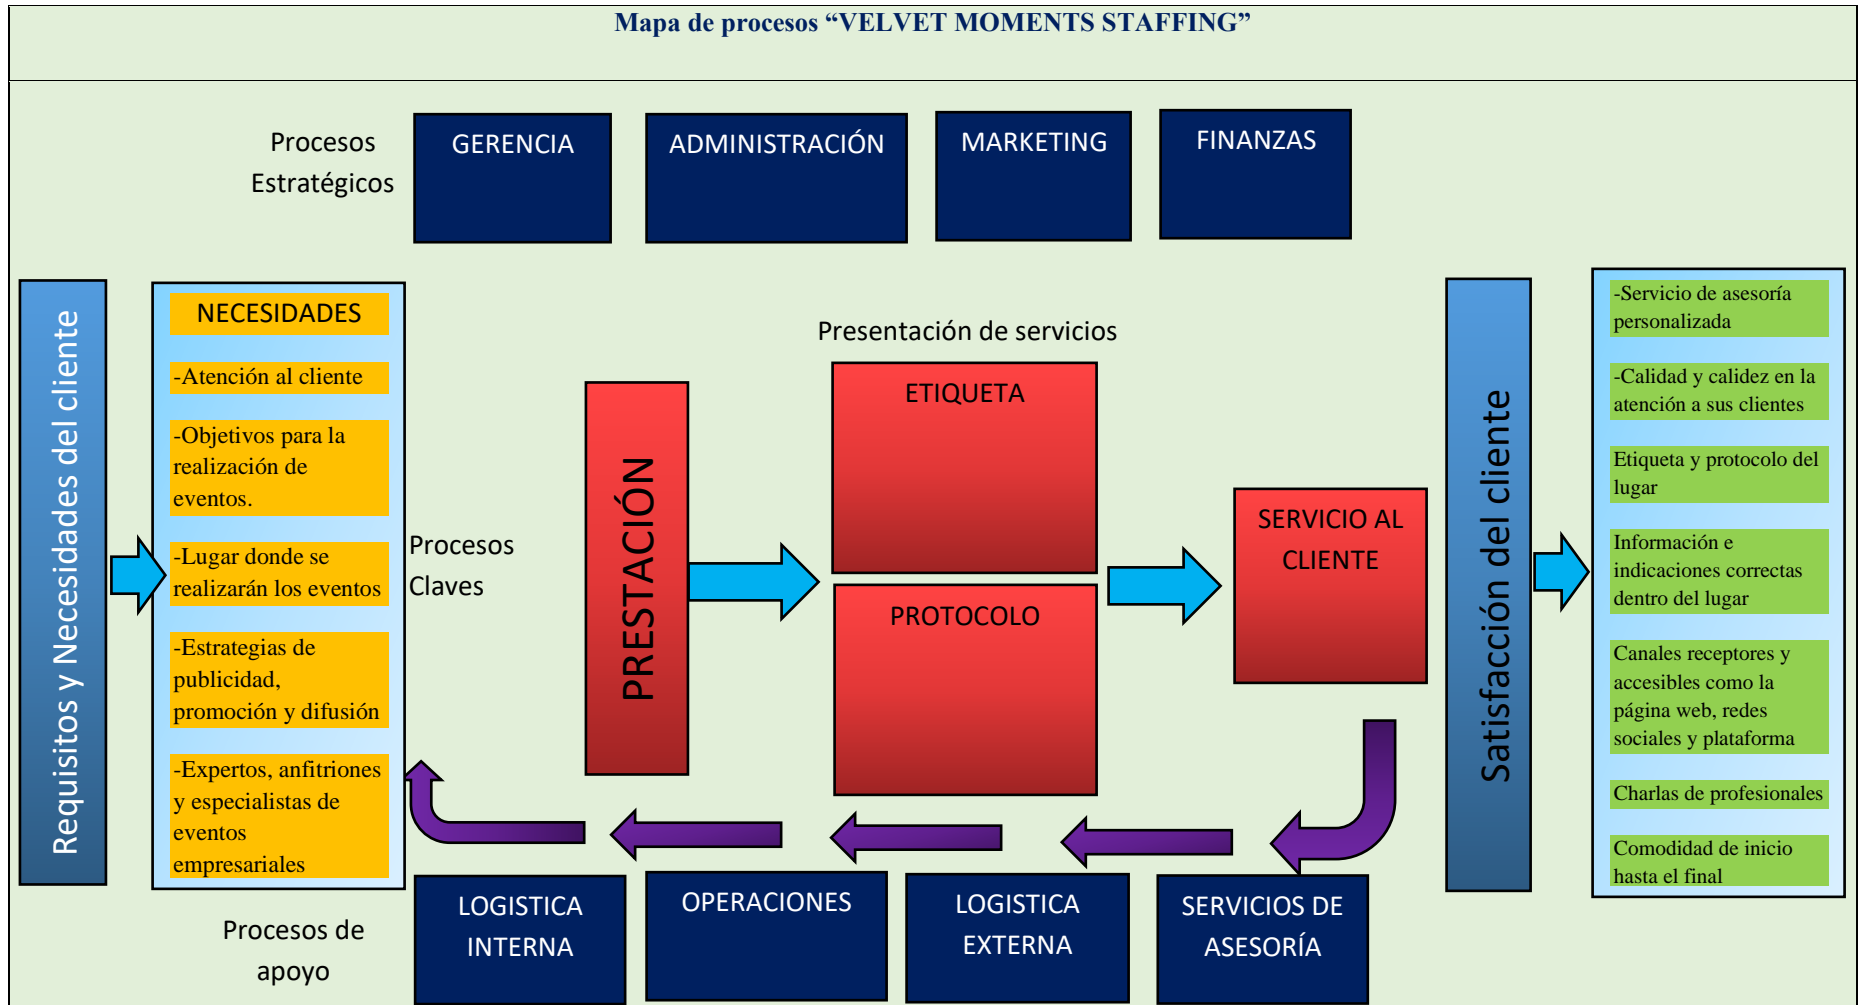 Mapa de procesos “VELVET MOMENTS STAFFING”
Procesos
Estratégicos
GERENCIA
ADMINISTRACIÓN
MARKETING
FINANZAS
Requisitos y Necesidades del cliente
NECESIDADES
-Atención al cliente
-Objetivos para la
realización de
eventos.
-Lugar donde se
realizarán los eventos
-Estrategias de
publicidad,
promoción y difusión
-Expertos, anfitriones
y especialistas de
eventos
empresariales
Procesos
Claves
PRESTACIÓN
Presentación de servicios
ETIQUETA
PROTOCOLO
SERVICIO AL
CLIENTE
Satisfacción del cliente
-Servicio de asesoría
personalizada
-Calidad y calidez en la
atención a sus clientes
Etiqueta y protocolo del
lugar
Información e
indicaciones correctas
dentro del lugar
Canales receptores y
accesibles como la
página web, redes
sociales y plataforma
Charlas de profesionales
Comodidad de inicio
hasta el final
Procesos de
apoyo
LOGISTICA
INTERNA
OPERACIONES
LOGISTICA
EXTERNA
SERVICIOS DE
ASESORÍA